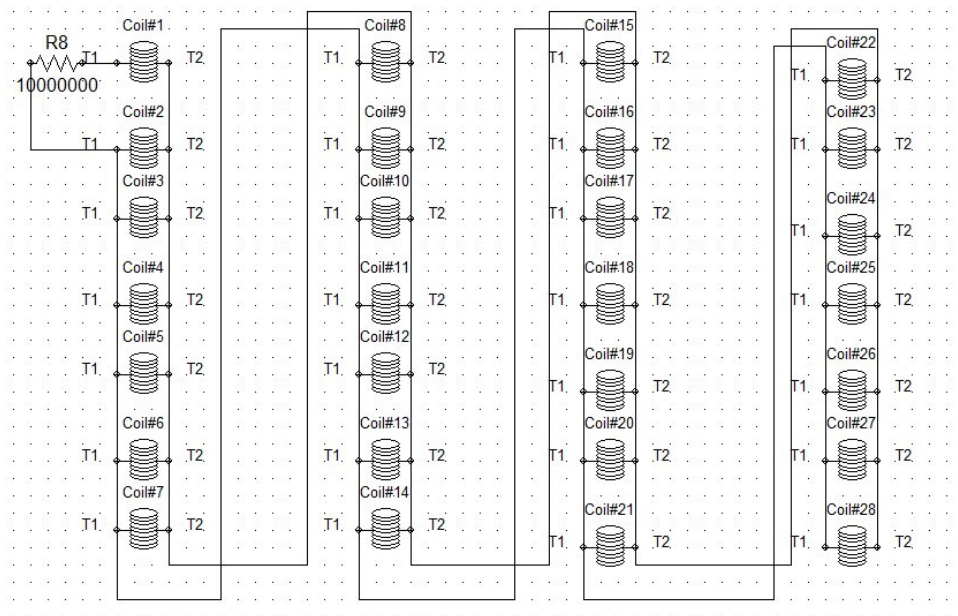 Coil#1
Coil#8
Coil#15
R8
T1
T2
T1
T2
T1
T2
Coil#22
10000000
T1
T2
Coil#2
Coil#9
Coil#16
Coil#23
T1
T2
T1
T2
T1
T2
T1
T2
Coil#3
Coil#10
Coil#17
Coil#24
T1
T2
T1
T2
T1
T2
T1
T2
Coil#4
Coil#11
Coil#18
Coil#25
T1
T2
T1
T2
T1
T2
T1
T2
Coil#5
Coil#12
Coil#19
Coil#26
T1
T2
T1
T2
T1
T2
T1
T2
Coil#6
Coil#13
Coil#20
Coil#27
T1
T2
T1
T2
T1
T2
T1
T2
Coil#7
Coil#14
Coil#21
Coil#28
T1
T2
T1
T2
T1
T2
T1
T2